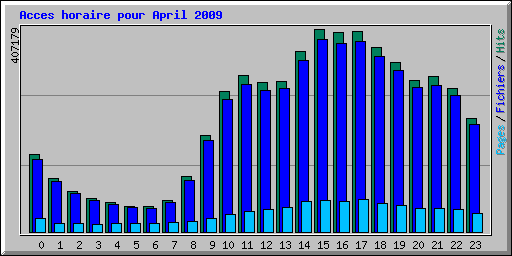 Acces horaire pour April 2009
407179
Pages / Fichiers / Hits
0 1 2 3 4 5 6 7 8 9 10 11 12 13 14 15 16 17 18 19 20 21 22 23